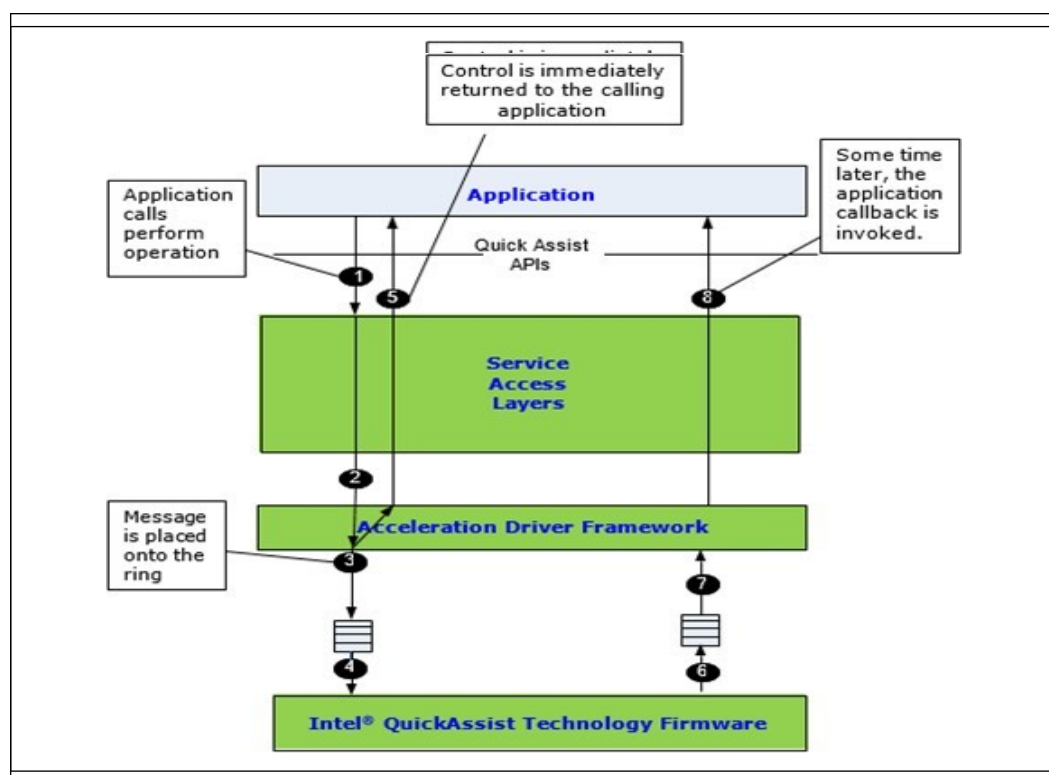 Control is immediately
returned to the calling
application
Application
calls
perform
operation
Application
Some time
later, the
application
callback is
invoked.
Quick Assist
APIs
1
5
8
Service
Access
Layers
2
Message
is placed
onto the
ring
Acceleration Driver Framework
3
7
4
6
Intel® QuickAssist Technology Firmware